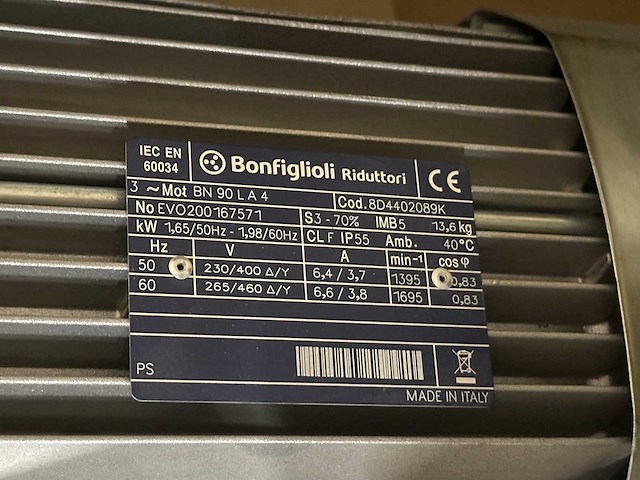 IEC EN
60034
Bonfiglioli Riduttori
CE
3 ~ Mot BN 90 L A 4
Cod. 8D4402089K
No EVO200167571
S3 - 70% IMB5 13,6 kg
kW 1,65/50Hz - 1,98/60Hz
CL F IP55 Amb. 40°C
Hz V A min-1 cos φ
50 230/400 Δ/Y 6,4 / 3,7 1395 0,83
60 265/460 Δ/Y 6,6 / 3,8 1695 0,83
PS
MADE IN ITALY